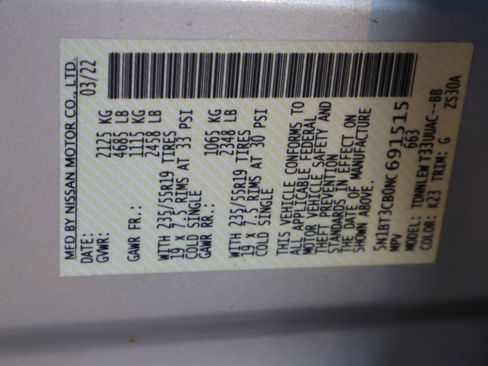 MFD BY NISSAN MOTOR CO., LTD.
DATE: 03/22
GVWR: 2125 KG
4685 LB
GAWR FR.: 1115 KG
2458 LB
WITH 235/55R19 TIRES
19 X 7.5 RIMS AT 33 PSI
COLD SINGLE
GAWR RR.: 1065 KG
2348 LB
WITH 235/55R19 TIRES
19 X 7.5 RIMS AT 30 PSI
COLD SINGLE
THIS VEHICLE CONFORMS TO
ALL APPLICABLE FEDERAL
MOTOR VEHICLE SAFETY AND
THEFT PREVENTION
STANDARDS IN EFFECT ON
THE DATE OF MANUFACTURE
SHOWN ABOVE.
5N1BT3CB0NC691515
MPV 663
MODEL: TDWNLEW T33UUAC--BB
COLOR: K23 TRIM: G ZS30A